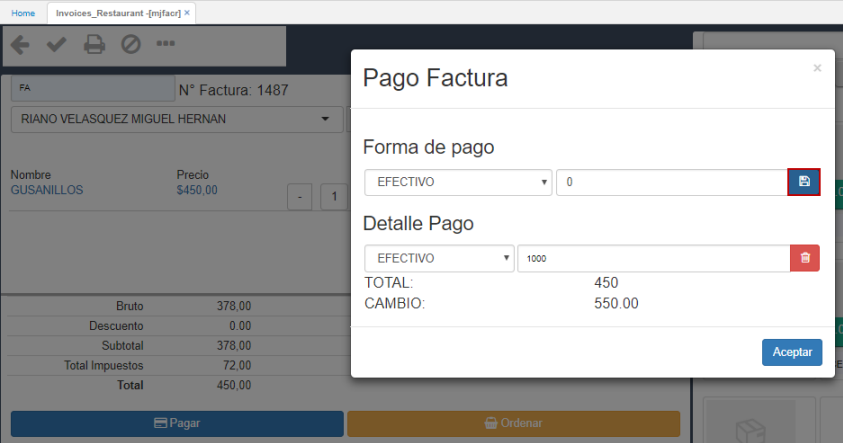 Home
Invoices_Restaurant -[mjfacr] ×
FA
N° Factura: 1487
RIANO VELASQUEZ MIGUEL HERNAN
Nombre Precio
GUSANILLOS $450,00
- 1
Bruto 378,00
Descuento 0.00
Subtotal 378,00
Total Impuestos 72,00
Total 450,00
Pagar
Ordenar
Pago Factura ×
Forma de pago
EFECTIVO 0
Detalle Pago
EFECTIVO 1000
TOTAL: 450
CAMBIO: 550.00
Aceptar